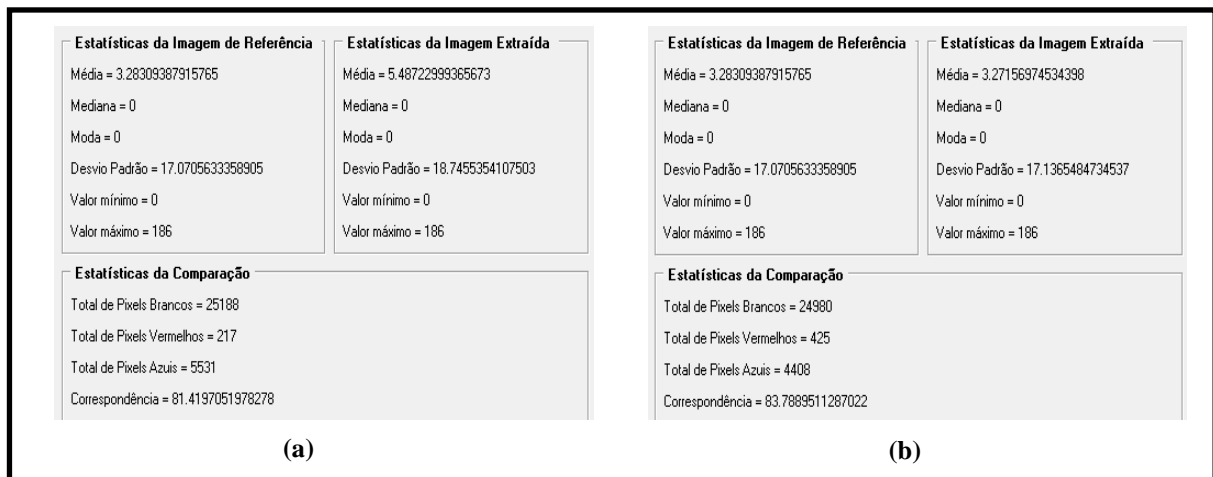 Estatísticas da Imagem de Referência
Média = 3.28309387915765
Mediana = 0
Moda = 0
Desvio Padrão = 17.0705633358905
Valor mínimo = 0
Valor máximo = 186
Estatísticas da Imagem Extraída
Média = 5.48722999365673
Mediana = 0
Moda = 0
Desvio Padrão = 18.7455354107503
Valor mínimo = 0
Valor máximo = 186
Estatísticas da Comparação
Total de Pixels Brancos = 25188
Total de Pixels Vermelhos = 217
Total de Pixels Azuis = 5531
Correspondência = 81.4197051978278
(a)
Estatísticas da Imagem de Referência
Média = 3.28309387915765
Mediana = 0
Moda = 0
Desvio Padrão = 17.0705633358905
Valor mínimo = 0
Valor máximo = 186
Estatísticas da Imagem Extraída
Média = 3.27156974534398
Mediana = 0
Moda = 0
Desvio Padrão = 17.1365484734537
Valor mínimo = 0
Valor máximo = 186
Estatísticas da Comparação
Total de Pixels Brancos = 24980
Total de Pixels Vermelhos = 425
Total de Pixels Azuis = 4408
Correspondência = 83.7889511287022
(b)